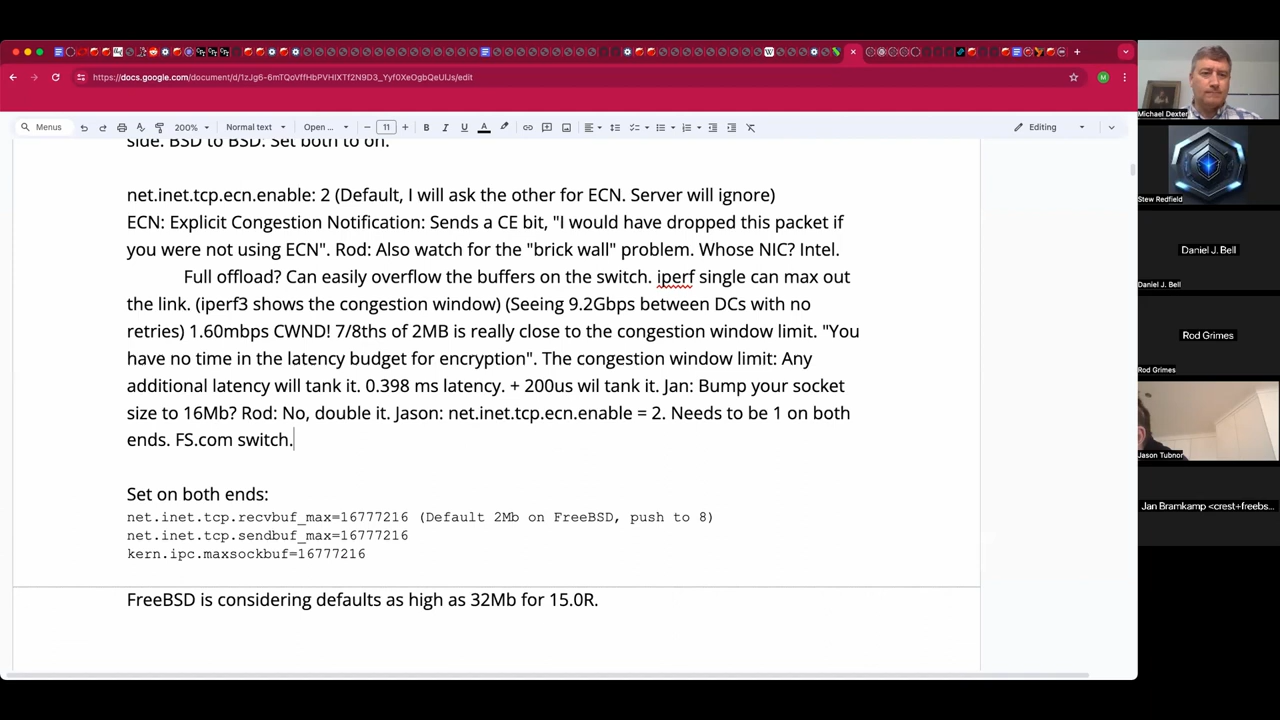 https://docs.google.com/document/d/1zJg6-6mTQoVffHbPVHIXTf2N9D3_Yyf0XeOgbQeUlJs/edit
M
Menus
200%
Normal text
Open ...
11
B
I
U
A
Editing
side. BSD to BSD. Set both to on.
net.inet.tcp.ecn.enable: 2 (Default, I will ask the other for ECN. Server will ignore)
ECN: Explicit Congestion Notification: Sends a CE bit, "I would have dropped this packet if
you were not using ECN". Rod: Also watch for the "brick wall" problem. Whose NIC? Intel.
Full offload? Can easily overflow the buffers on the switch. iperf single can max out
the link. (iperf3 shows the congestion window) (Seeing 9.2Gbps between DCs with no
retries) 1.60mbps CWND! 7/8ths of 2MB is really close to the congestion window limit. "You
have no time in the latency budget for encryption". The congestion window limit: Any
additional latency will tank it. 0.398 ms latency. + 200us wil tank it. Jan: Bump your socket
size to 16Mb? Rod: No, double it. Jason: net.inet.tcp.ecn.enable = 2. Needs to be 1 on both
ends. FS.com switch.
Set on both ends:
net.inet.tcp.recvbuf_max=16777216 (Default 2Mb on FreeBSD, push to 8)
net.inet.tcp.sendbuf_max=16777216
kern.ipc.maxsockbuf=16777216
FreeBSD is considering defaults as high as 32Mb for 15.0R.
Michael Dexter
Stew Redfield
Daniel J. Bell
Daniel J. Bell
Rod Grimes
Rod Grimes
Jason Tubnor
Jan Bramkamp <crest+freebs...